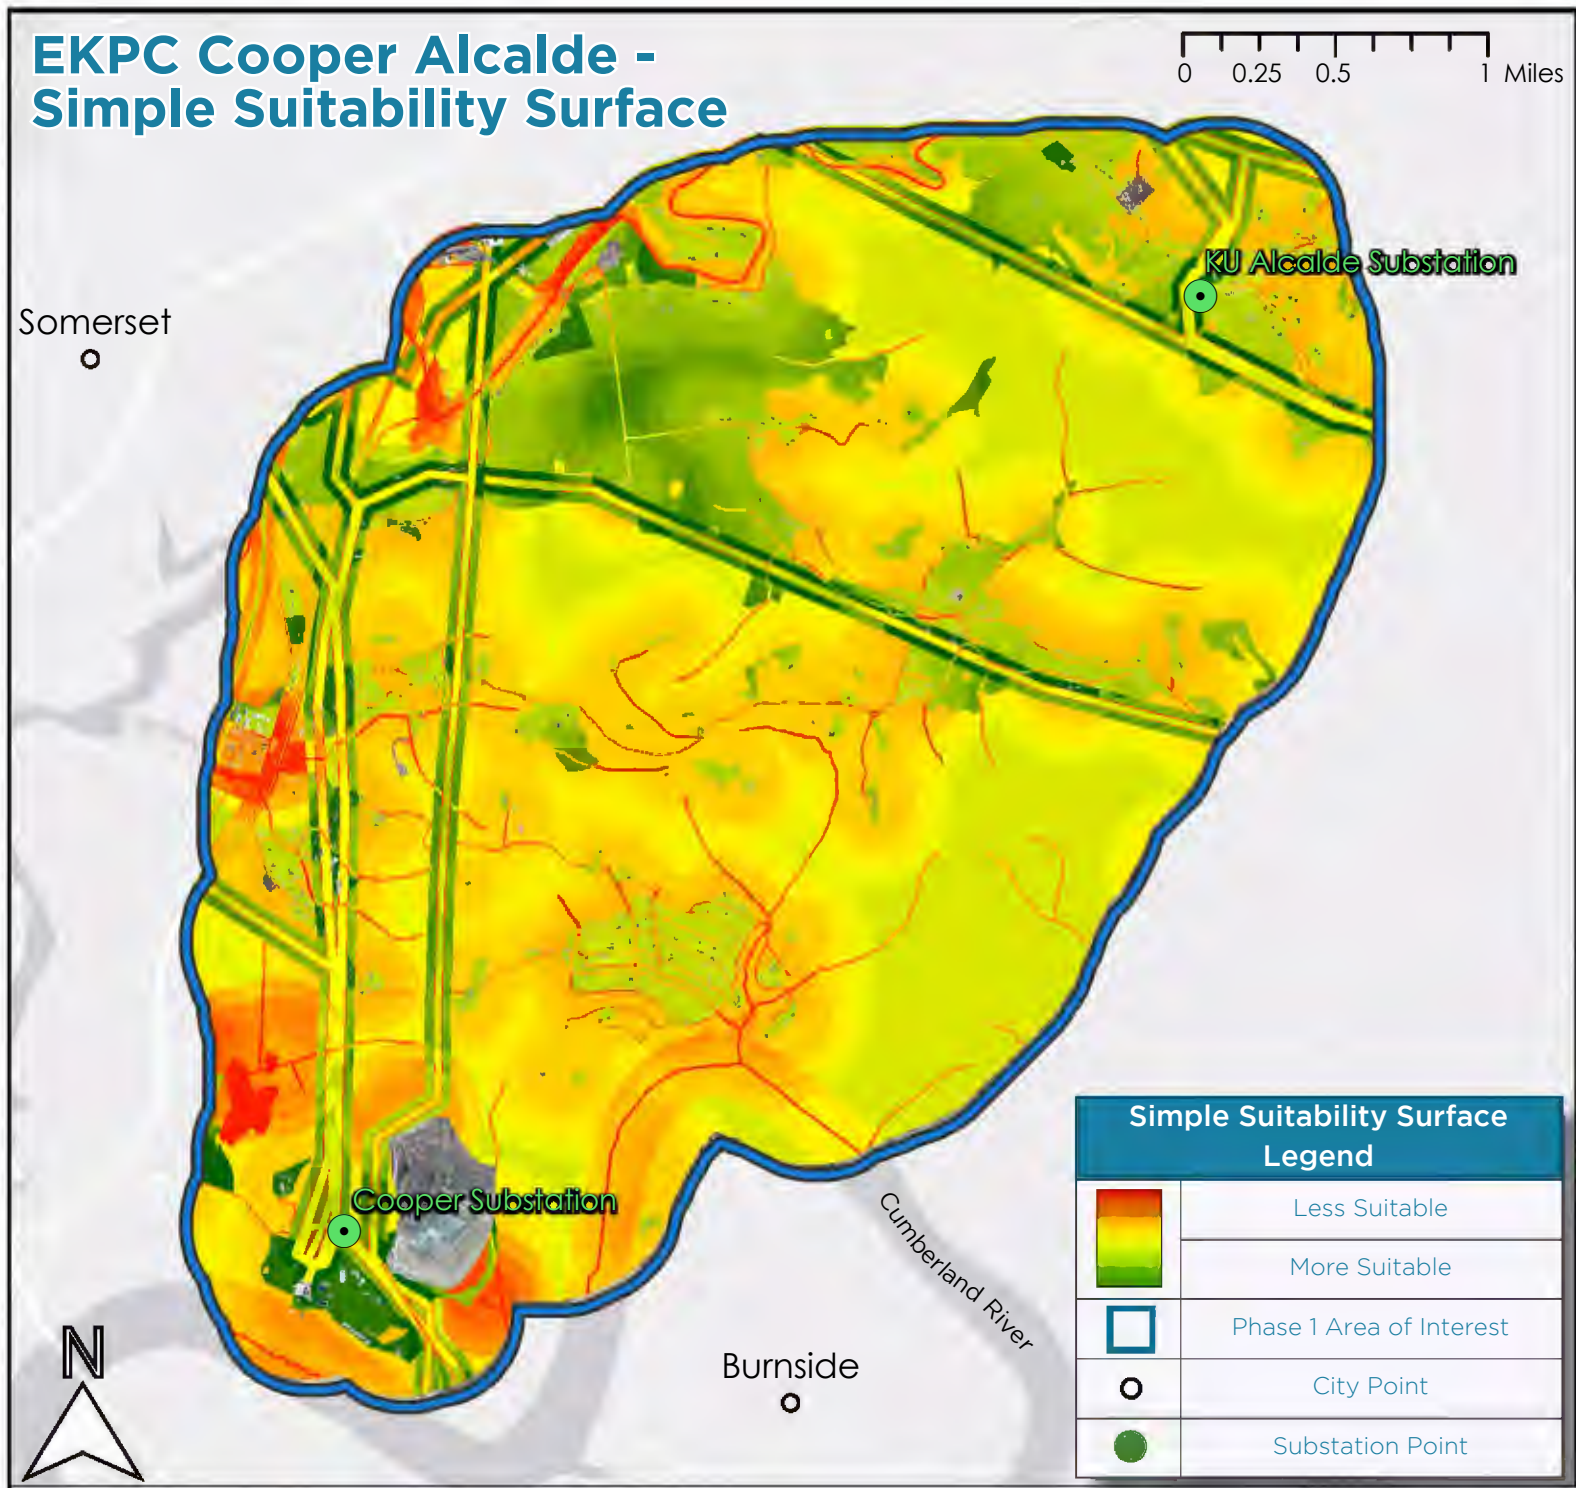 EKPC Cooper Alcalde -
Simple Suitability Surface
0 0.25 0.5 1 Miles
KU Alcalde Substation
Somerset
Cooper Substation
Cumberland River
Burnside
N
Simple Suitability Surface
Legend
Less Suitable
More Suitable
Phase 1 Area of Interest
City Point
Substation Point